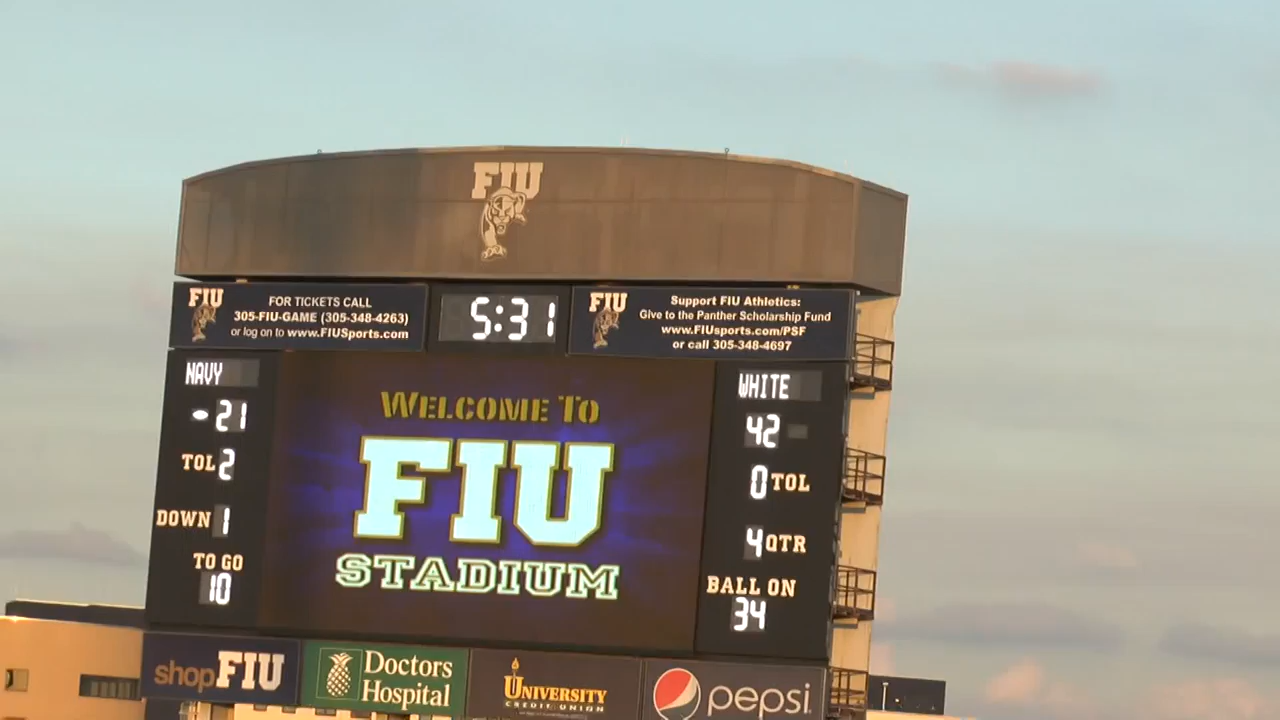 FIU
FIU
FOR TICKETS CALL
305-FIU-GAME (305-348-4263)
or log on to www.FIUSports.com
5:31
FIU
Support FIU Athletics:
Give to the Panther Scholarship Fund
www.FIUsports.com/PSF
or call 305-348-4697
NAVY
21
TOL 2
DOWN 1
TO GO
10
WELCOME TO
FIU
STADIUM
WHITE
42
0 TOL
4 QTR
BALL ON
34
shopFIU
Doctors
Hospital
UNIVERSITY
CREDIT UNION
pepsi